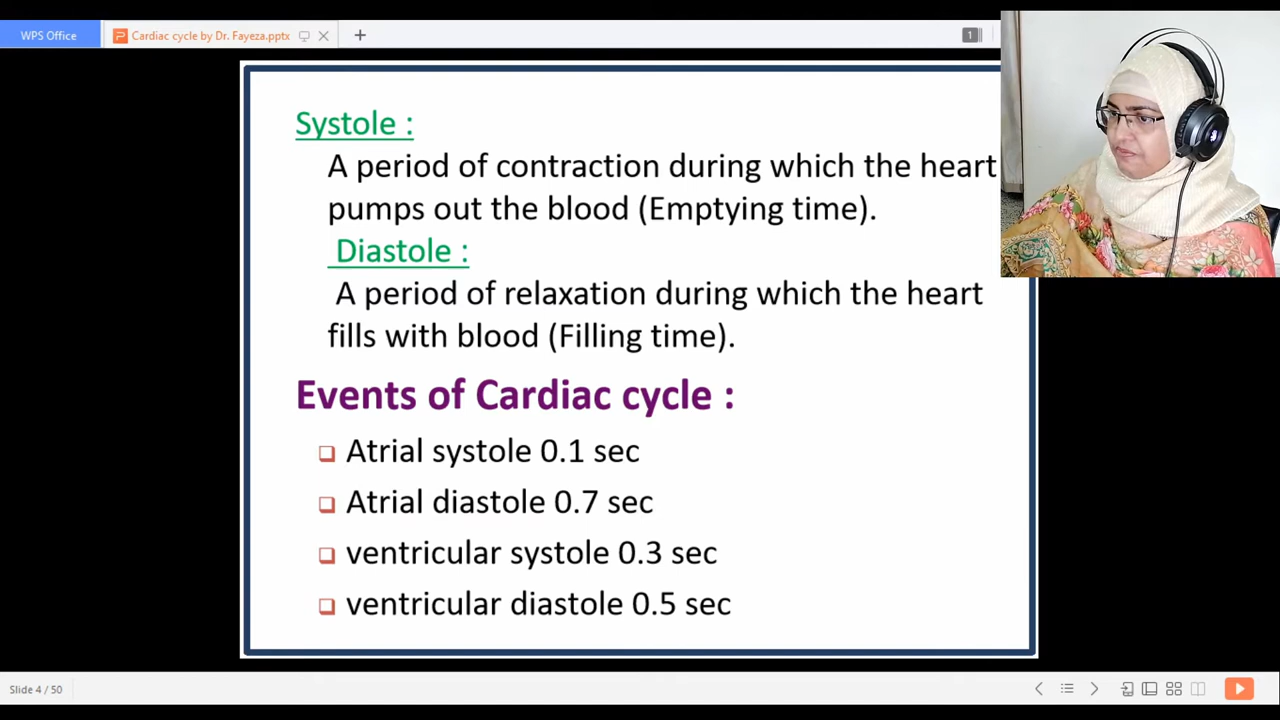 WPS Office
Cardiac cycle by Dr. Fayeza.pptx
1
Systole :
A period of contraction during which the heart
pumps out the blood (Emptying time).
Diastole :
A period of relaxation during which the heart
fills with blood (Filling time).
Events of Cardiac cycle :
Atrial systole 0.1 sec
Atrial diastole 0.7 sec
ventricular systole 0.3 sec
ventricular diastole 0.5 sec
Slide 4 / 50